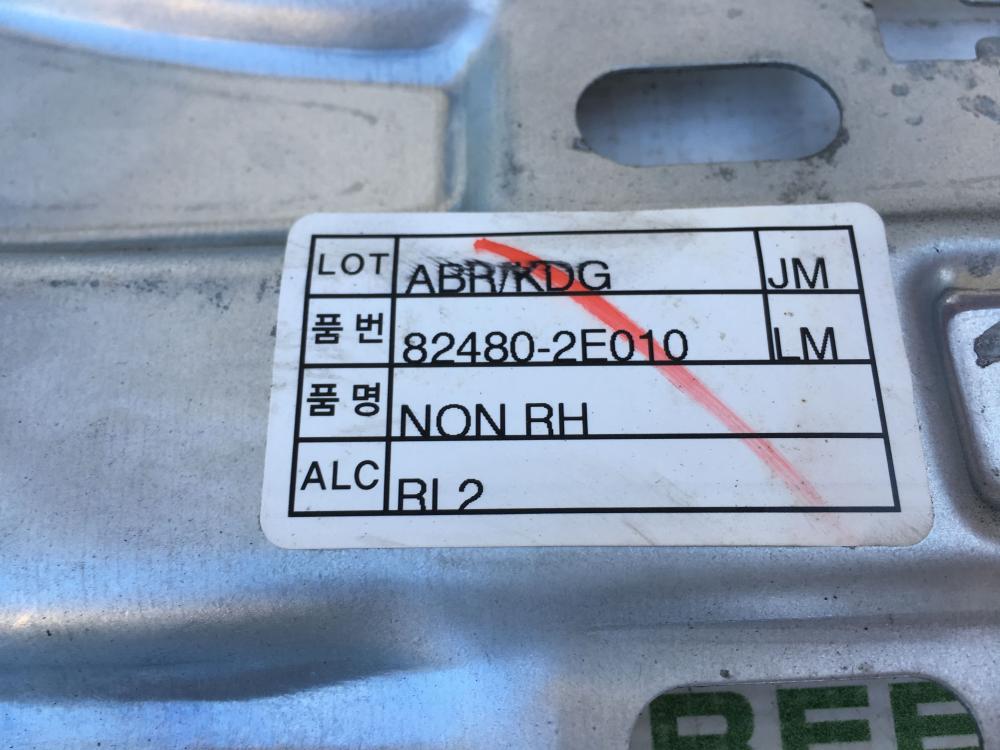 LOT ABR/KDG JM
품번 82480-2E010 LM
품명 NON RH
ALC RL2